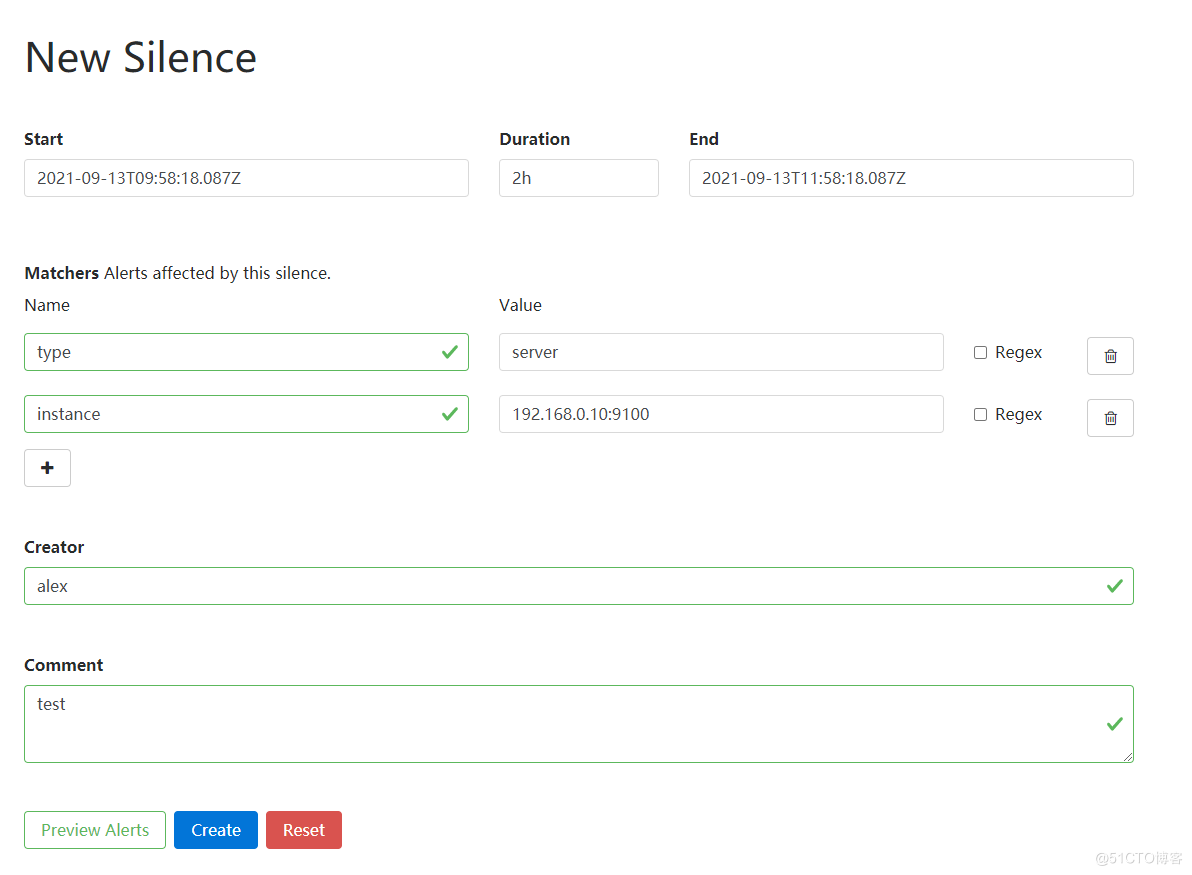 New Silence
Start Duration End
2021-09-13T09:58:18.087Z 2h 2021-09-13T11:58:18.087Z
Matchers Alerts affected by this silence.
Name Value
type server Regex
instance 192.168.0.10:9100 Regex
Creator
alex
Comment
test
Preview Alerts Create Reset
@51CTO博客